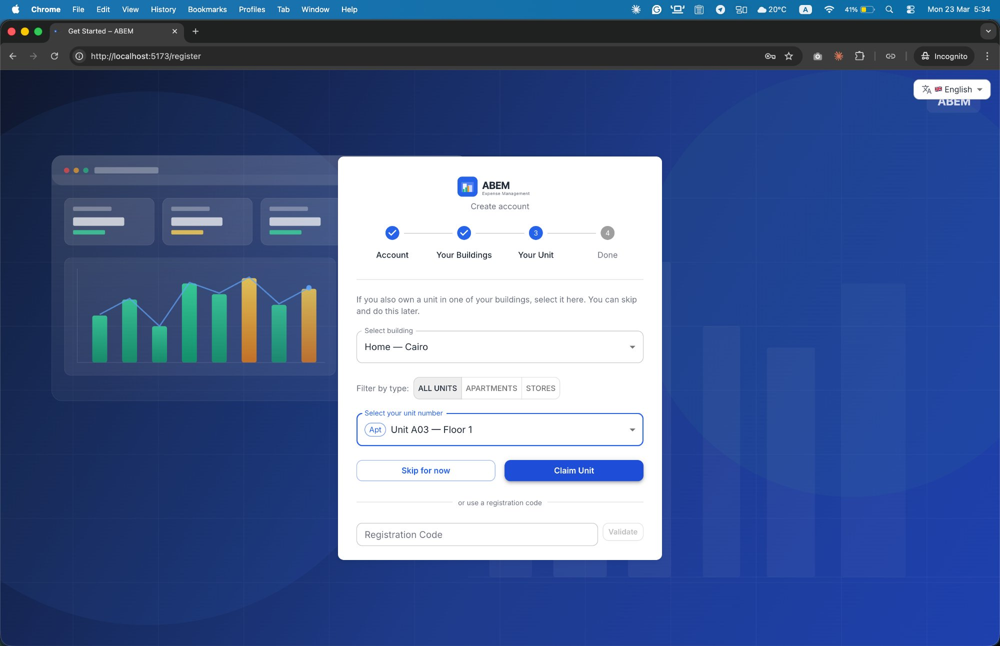 Chrome File Edit View History Bookmarks Profiles Tab Window Help
20°C A 41% Mon 23 Mar 5:34
Get Started – ABEM
http://localhost:5173/register
Incognito
English
ABEM
ABEM
Expense Management
Create account
3
4
Account
Your Buildings
Your Unit
Done
If you also own a unit in one of your buildings, select it here. You can skip
and do this later.
Select building
Home — Cairo
Filter by type:
ALL UNITS
APARTMENTS
STORES
Select your unit number
Apt
Unit A03 — Floor 1
Skip for now
Claim Unit
or use a registration code
Registration Code
Validate